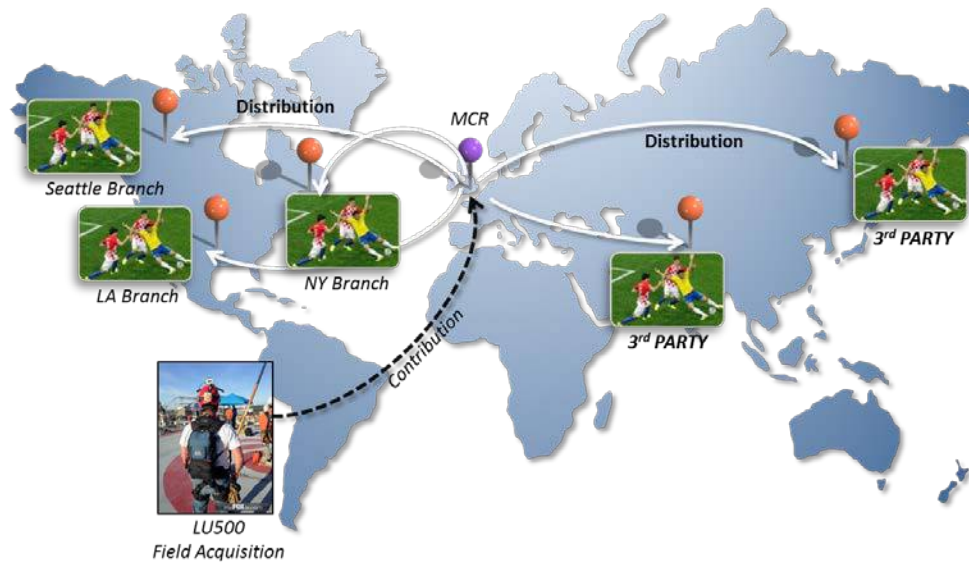 Distribution
MCR
Distribution
Seattle Branch
LA Branch
NY Branch
3rd PARTY
3rd PARTY
Contribution
LU500
Field Acquisition